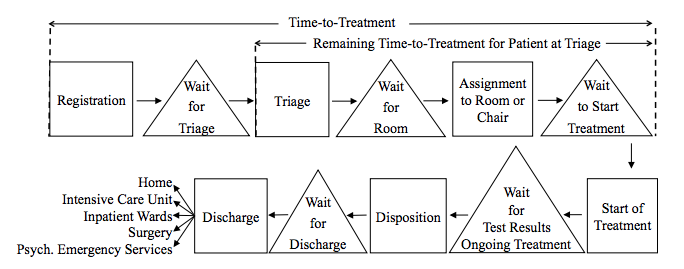 Time-to-Treatment
Remaining Time-to-Treatment for Patient at Triage
Registration
Wait
for
Triage
Triage
Wait
for
Room
Assignment
to Room or
Chair
Wait
to Start
Treatment
Start of
Treatment
Wait
for
Test Results
Ongoing Treatment
Disposition
Wait
for
Discharge
Discharge
Home
Intensive Care Unit
Inpatient Wards
Surgery
Psych. Emergency Services